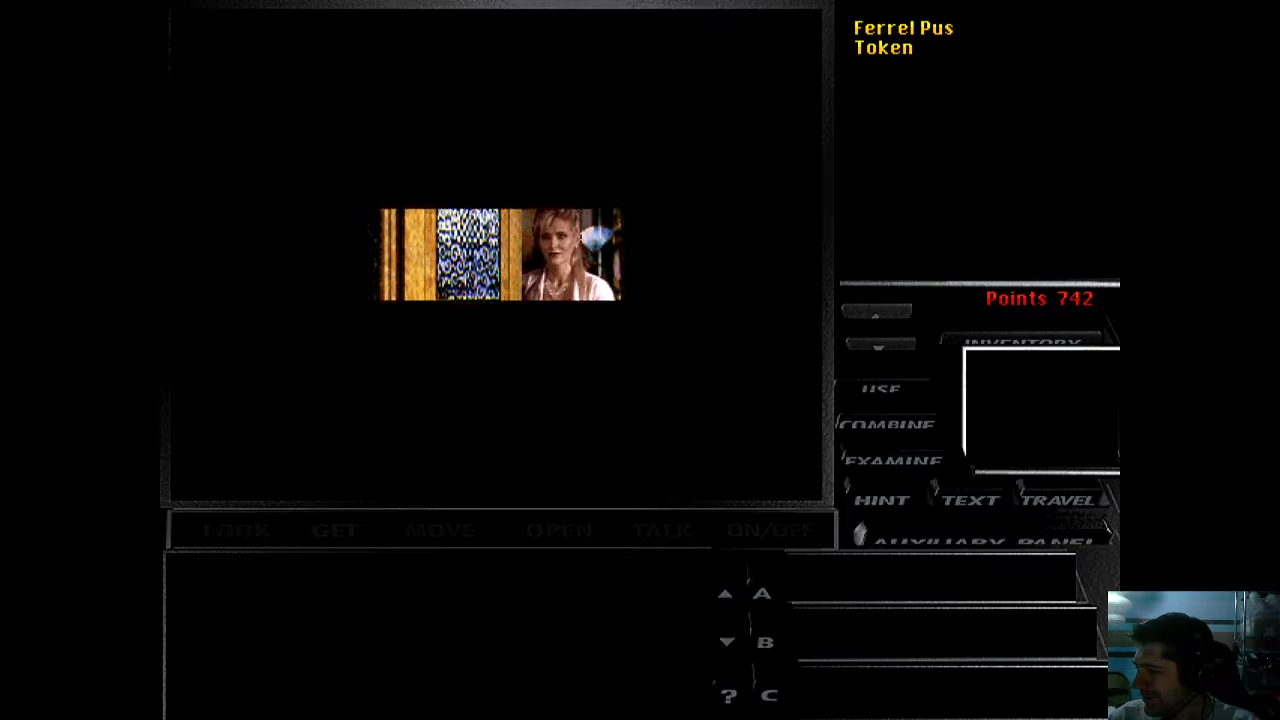 Ferrel Pus
Token
Points 742
INVENTORY
USE
COMBINE
EXAMINE
HINT TEXT TRAVEL
LOOK GET MOVE OPEN TALK ON/OFF
AUXILIARY PANEL
A
B
? C